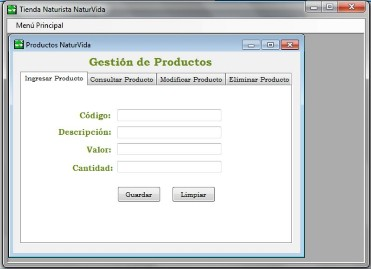 Tienda Naturista NaturVida
Menú Principal
Productos NaturVida
Gestión de Productos
Ingresar Producto Consultar Producto Modificar Producto Eliminar Producto
Código:
Descripción:
Valor:
Cantidad:
Guardar Limpiar